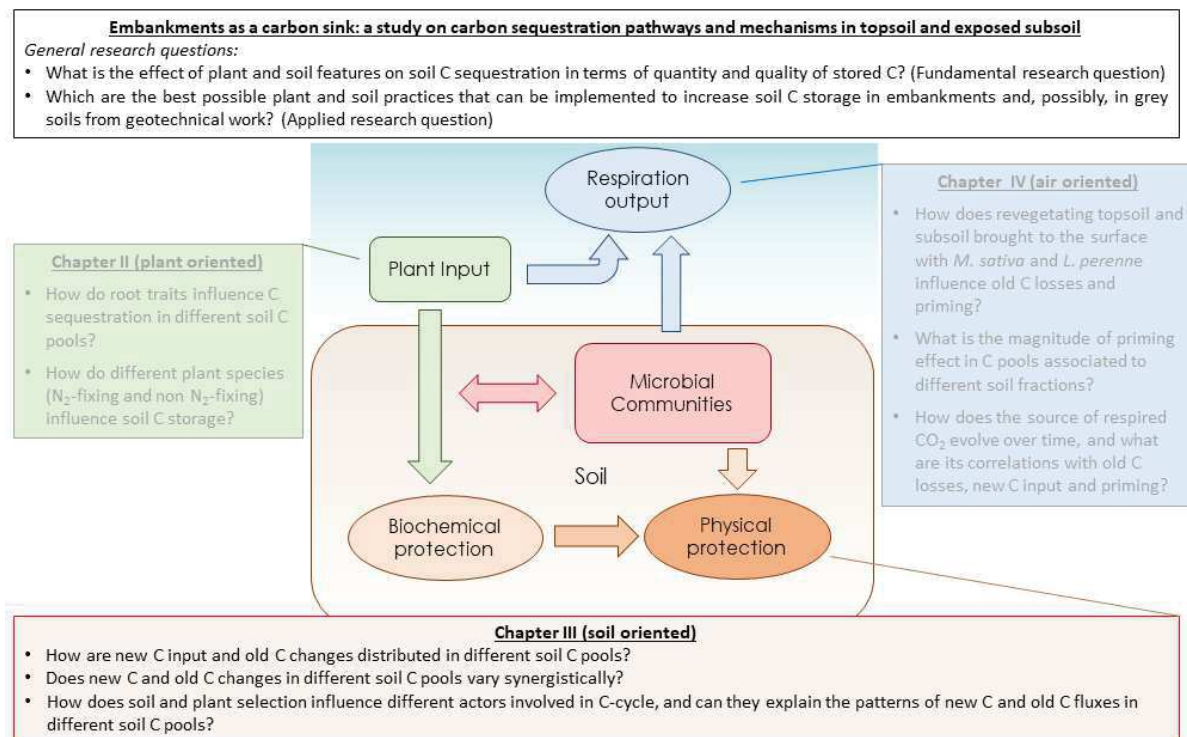 Embankments as a carbon sink: a study on carbon sequestration pathways and mechanisms in topsoil and exposed subsoil
General research questions:
• What is the effect of plant and soil features on soil C sequestration in terms of quantity and quality of stored C? (Fundamental research question)
• Which are the best possible plant and soil practices that can be implemented to increase soil C storage in embankments and, possibly, in grey
soils from geotechnical work? (Applied research question)
Respiration
output
Plant Input
Chapter II (plant oriented)
• How do root traits influence C
sequestration in different soil C
pools?
• How do different plant species
(N₂-fixing and non N₂-fixing)
influence soil C storage?
Chapter IV (air oriented)
• How does revegetating topsoil and
subsoil brought to the surface
with M. sativa and L. perenne
influence old C losses and
priming?
• What is the magnitude of priming
effect in C pools associated to
different soil fractions?
• How does the source of respired
CO₂ evolve over time, and what
are its correlations with old C
losses, new C input and priming?
Microbial
Communities
Soil
Biochemical
protection
Physical
protection
Chapter III (soil oriented)
• How are new C input and old C changes distributed in different soil C pools?
• Does new C and old C changes in different soil C pools vary synergistically?
• How does soil and plant selection influence different actors involved in C-cycle, and can they explain the patterns of new C and old C fluxes in
different soil C pools?